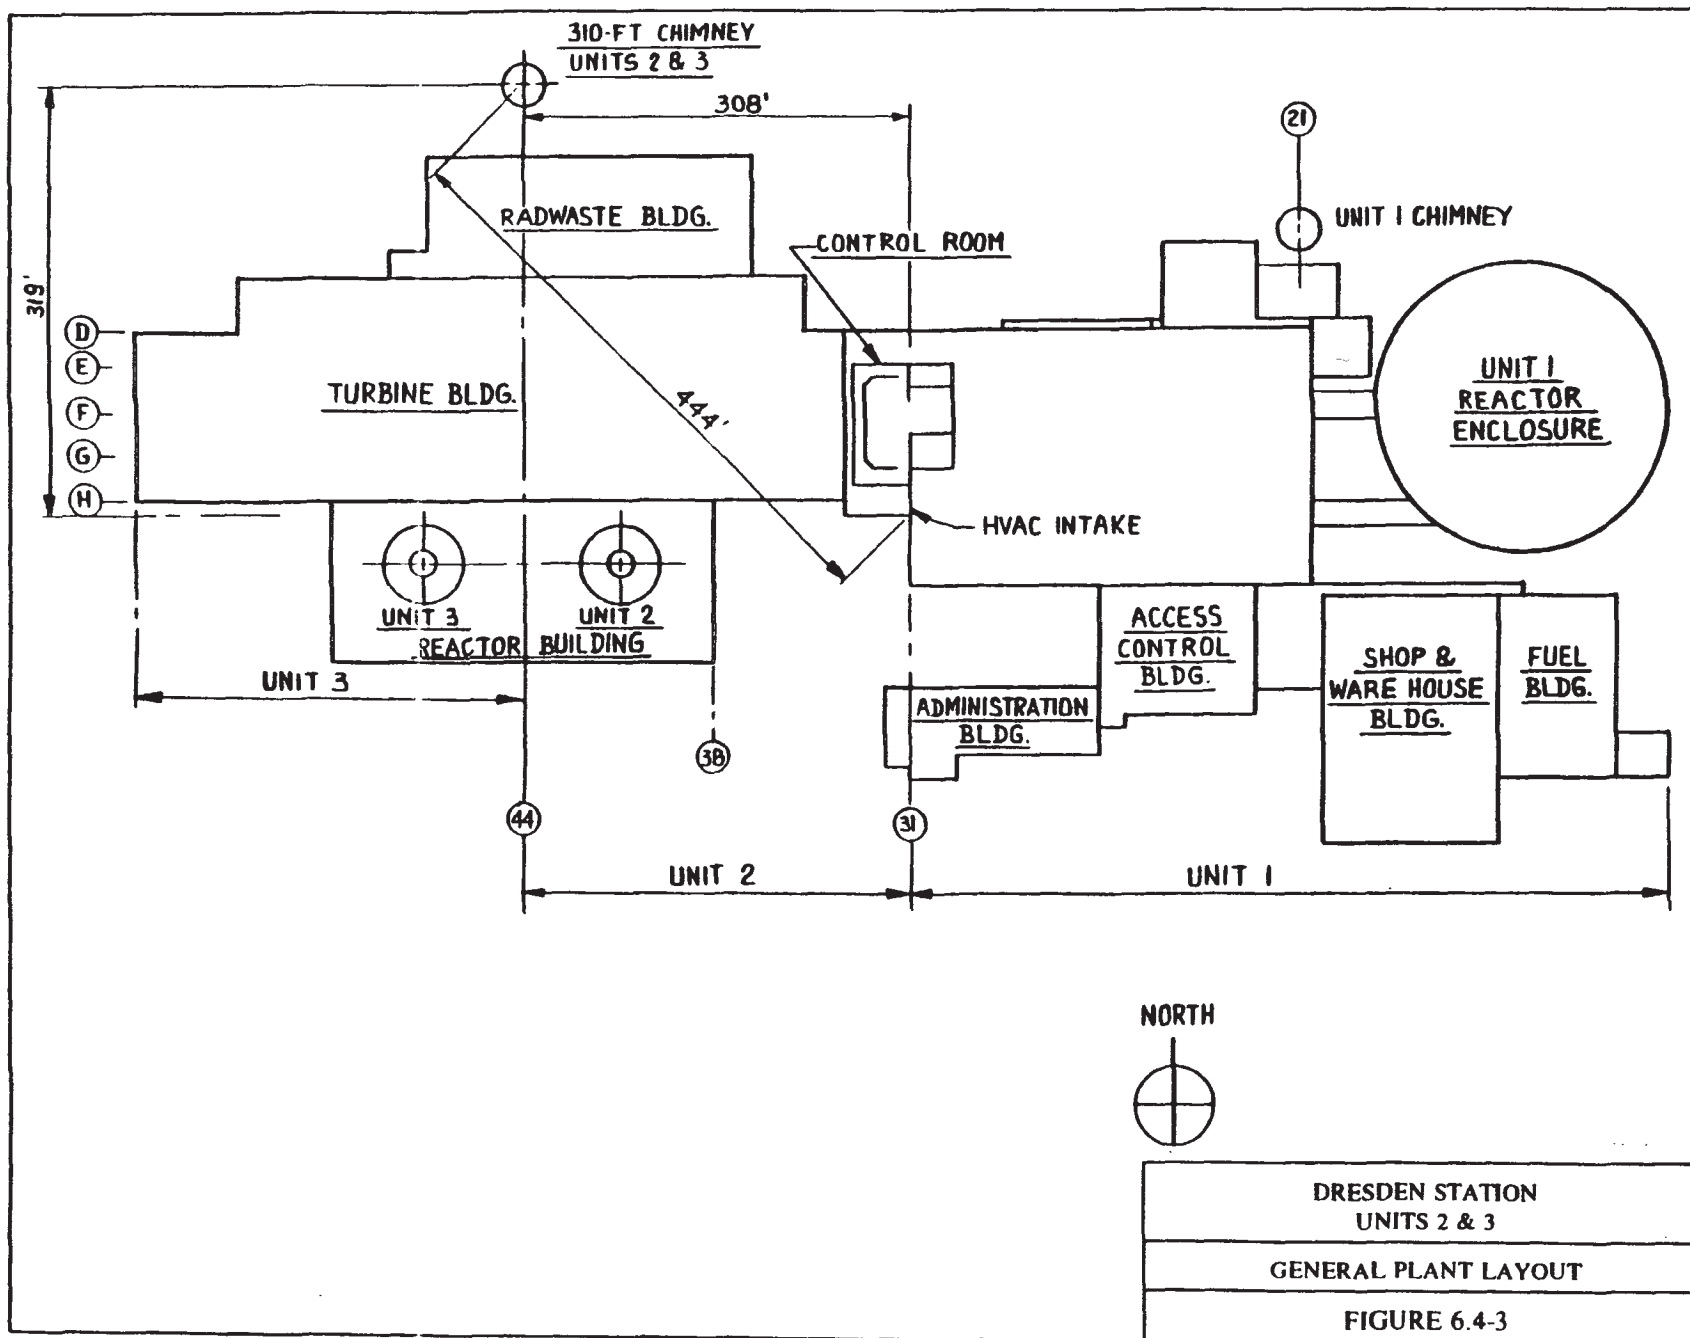 310-FT CHIMNEY
UNITS 2 & 3
308'
21
UNIT 1 CHIMNEY
RADWASTE BLDG.
CONTROL ROOM
319'
D
E
F
G
H
TURBINE BLDG.
444'
UNIT 1
REACTOR
ENCLOSURE
HVAC INTAKE
UNIT 3
UNIT 2
REACTOR BUILDING
ACCESS
CONTROL
BLDG.
SHOP &
WARE HOUSE
BLDG.
FUEL
BLDG.
UNIT 3
ADMINISTRATION
BLDG.
38
44
31
UNIT 2
UNIT 1
NORTH
DRESDEN STATION
UNITS 2 & 3
GENERAL PLANT LAYOUT
FIGURE 6.4-3